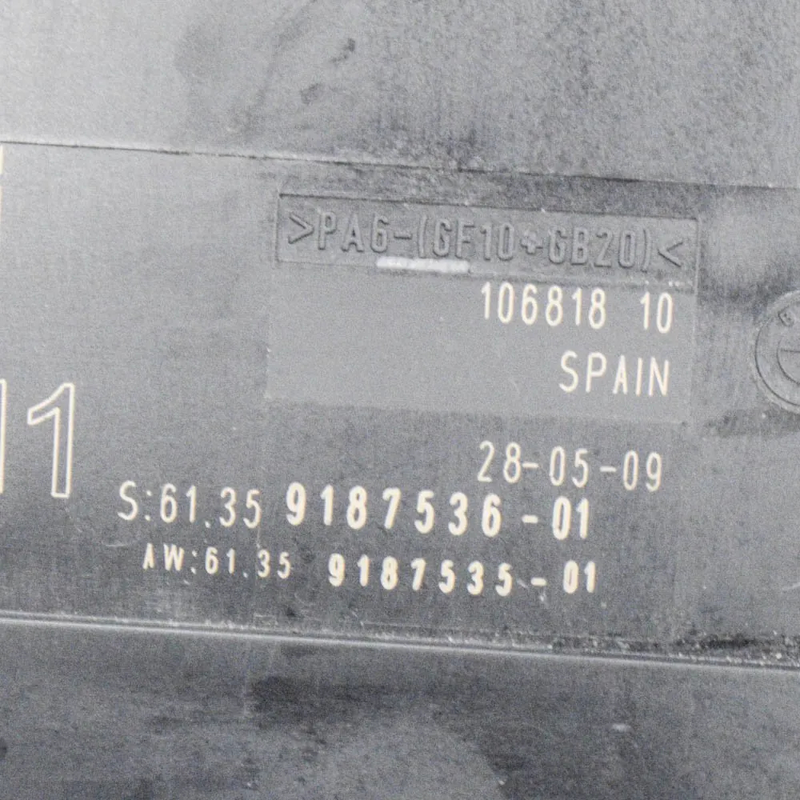 >PA6-(GF10+GB20)<
106818 10
SPAIN
11
28-05-09
S:61.35 9187536-01
AW:61.35 9187535-01